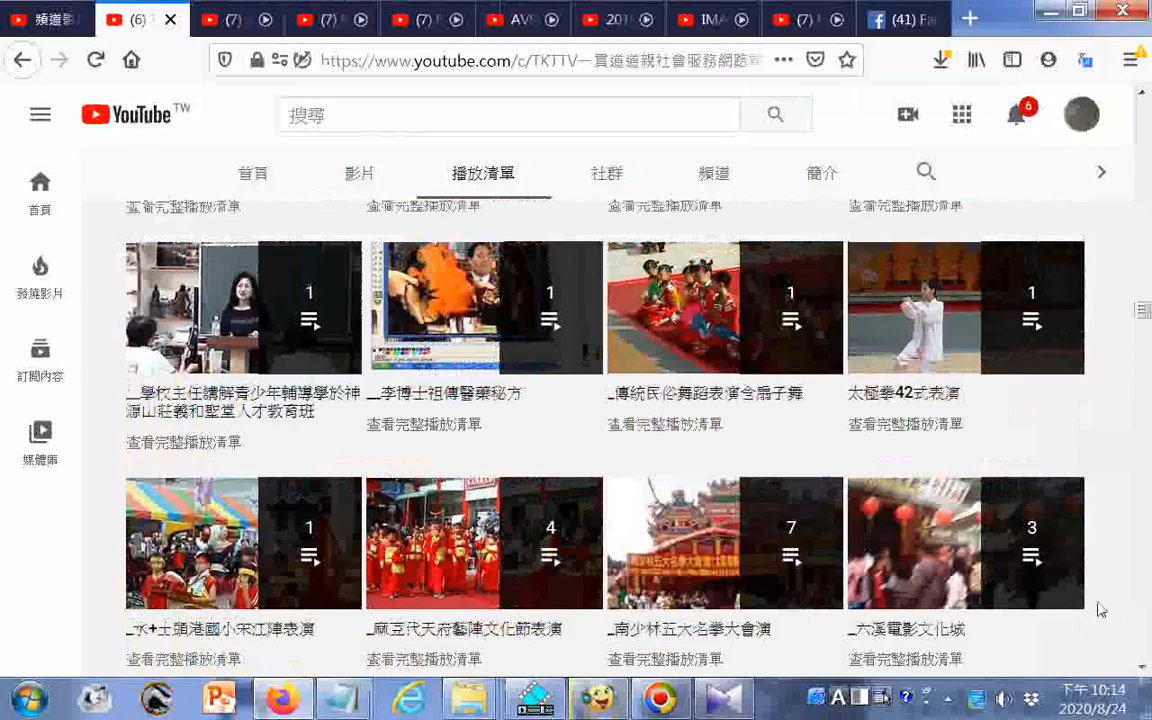 頻道影
(6)
(7)
(7)
(7)
AVS
201
IMA
(7)
(41) Fa
https://www.youtube.com/c/TKTTV一貫道道親社會服務網路
YouTube TW
搜尋
6
首頁
影片
播放清單
社群
頻道
簡介
首頁
發燒影片
訂閱內容
媒體庫
查看完整播放清單
查看完整播放清單
查看完整播放清單
查看完整播放清單
1
1
1
1
__學校主任講解青少年輔導學於神
源山莊義和聖堂人才教育班
查看完整播放清單
__李博士祖傳醫藥秘方
查看完整播放清單
_傳統民俗舞蹈表演含扇子舞
查看完整播放清單
太極拳42式表演
查看完整播放清單
1
4
7
3
_水+土頭港國小宋江陣表演
查看完整播放清單
_麻豆代天府藝陣文化節表演
查看完整播放清單
_南少林五大名拳大會演
查看完整播放清單
_六溪電影文化城
查看完整播放清單
下午 10:14
2020/8/24